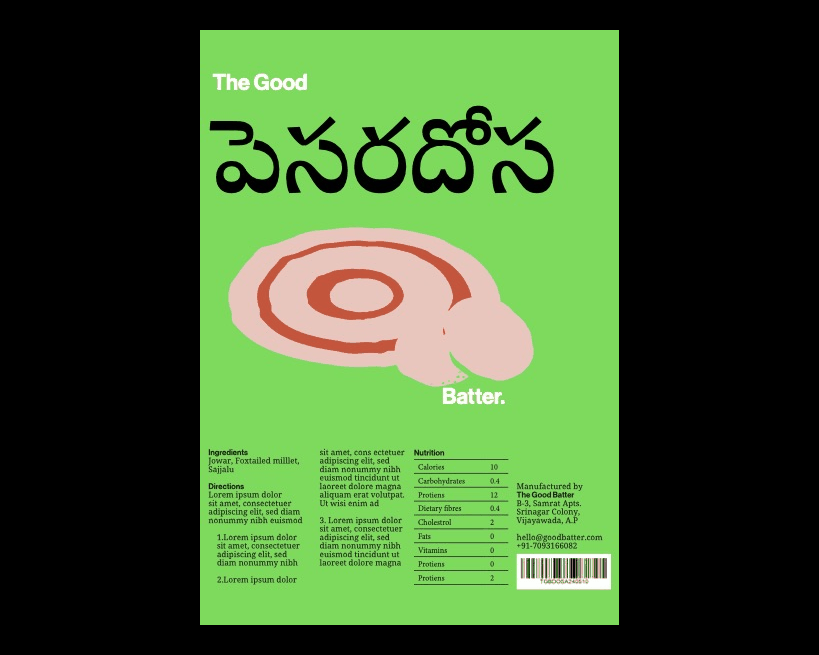 The Good
పెసరదోస
Batter.
Ingredients
Jowar, Foxtailed milllet,
Sajjalu
Directions
Lorem ipsum dolor
sit amet, consectetuer
adipiscing elit, sed diam
nonummy nibh euismod
1.Lorem ipsum dolor
sit amet, consectetuer
adipiscing elit, sed
diam nonummy nibh
2.Lorem ipsum dolor
sit amet, cons ectetuer
adipiscing elit, sed
diam nonummy nibh
euismod tincidunt ut
laoreet dolore magna
aliquam erat volutpat.
Ut wisi enim ad
3. Lorem ipsum dolor
sit amet, consectetuer
adipiscing elit, sed
diam nonummy nibh
euismod tincidunt ut
laoreet dolore magna
Nutrition
Calories 10
Carbohydrates 0.4
Protiens 12
Dietary fibres 0.4
Cholestrol 2
Fats 0
Vitamins 0
Protiens 0
Protiens 2
Manufactured by
The Good Batter
B-3, Samrat Apts.
Srinagar Colony,
Vijayawada, A.P
hello@goodbatter.com
+91-7093166082
TGBDOSA240610